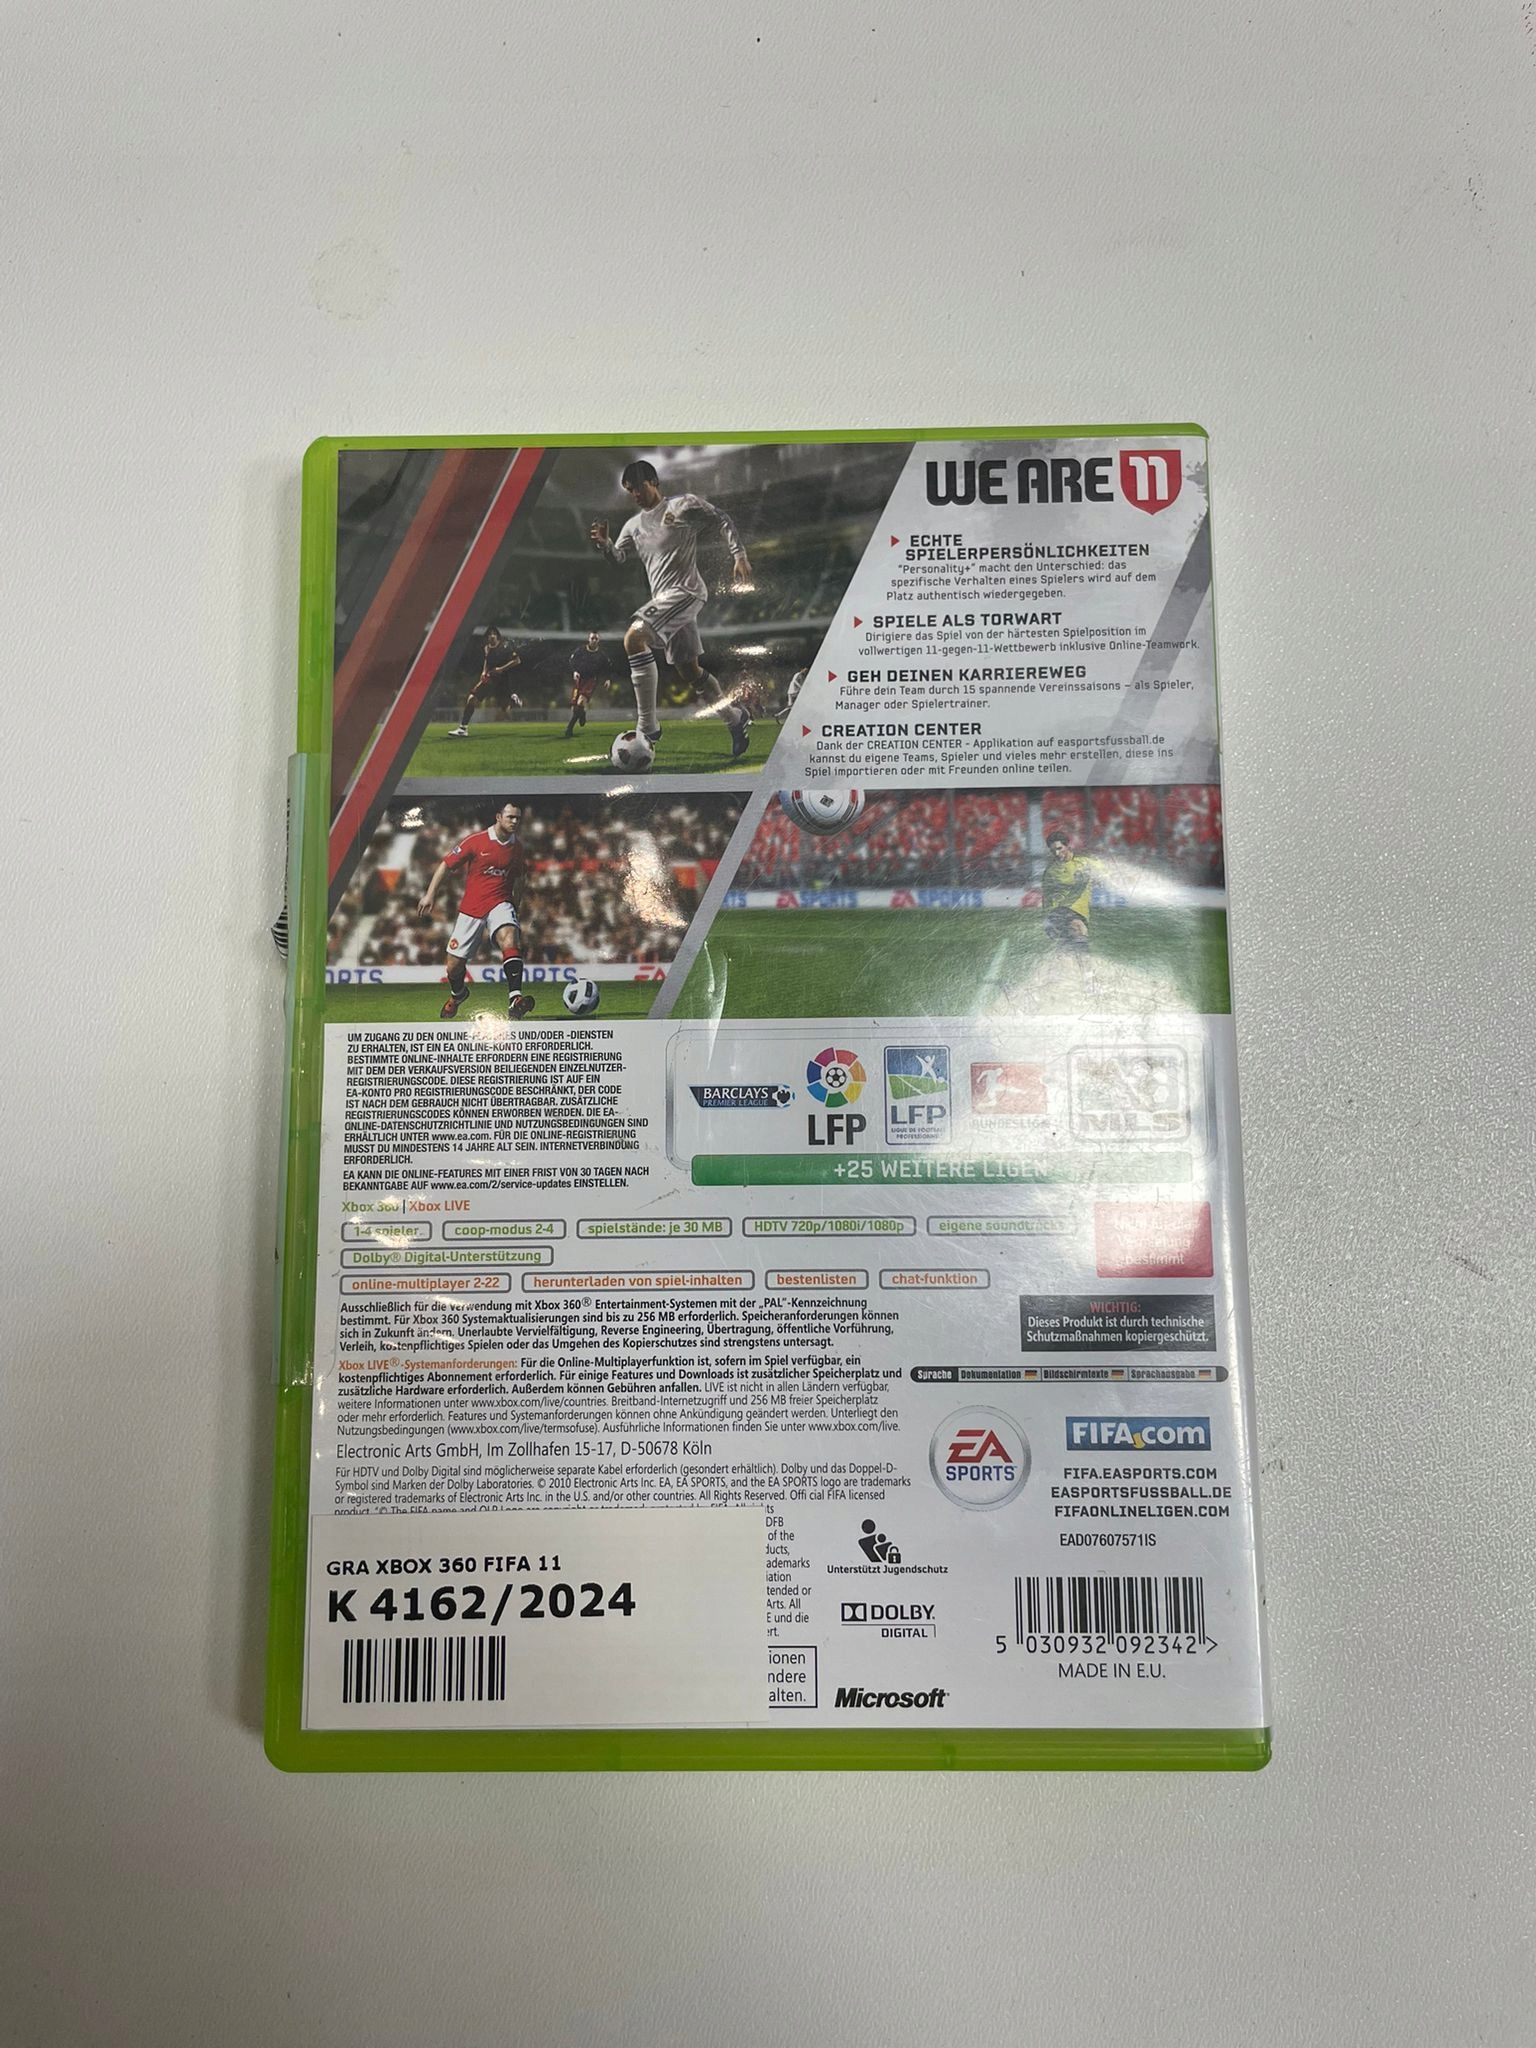 WE ARE 11
ECHTE
SPIELERPERSÖNLICHKEITEN
"Personality+" macht den Unterschied: das
spezifische Verhalten eines Spielers wird auf dem
Platz authentisch wiedergegeben.
SPIELE ALS TORWART
Dirigiere das Spiel von der härtesten Spielposition im
vollwertigen 11-gegen-11-Wettbewerb inklusive Online-Teamwork.
GEH DEINEN KARRIEREWEG
Führe dein Team durch 15 spannende Vereinssaisons – als Spieler,
Manager oder Spielertrainer.
CREATION CENTER
Dank der CREATION CENTER - Applikation auf easportsfussball.de
kannst du eigene Teams, Spieler und vieles mehr erstellen, diese ins
Spiel importieren oder mit Freunden online teilen.
UM ZUGANG ZU DEN ONLINE-FEATURES UND/ODER -DIENSTEN
ZU ERHALTEN, IST EIN EA ONLINE-KONTO ERFORDERLICH.
BESTIMMTE ONLINE-INHALTE ERFORDERN EINE REGISTRIERUNG
MIT DEM DER VERKAUFSVERSION BEILIEGENDEN EINZELNUTZER-
REGISTRIERUNGSCODE. DIESE REGISTRIERUNG IST AUF EIN
EA-KONTO PRO REGISTRIERUNGSCODE BESCHRÄNKT, DER CODE
IST NACH DEM GEBRAUCH NICHT ÜBERTRAGBAR. ZUSÄTZLICHE
REGISTRIERUNGSCODES KÖNNEN ERWORBEN WERDEN. DIE EA-
ONLINE-DATENSCHUTZRICHTLINIE UND NUTZUNGSBEDINGUNGEN SIND
ERHÄLTLICH UNTER www.ea.com. FÜR DIE ONLINE-REGISTRIERUNG
MUSST DU MINDESTENS 14 JAHRE ALT SEIN. INTERNETVERBINDUNG
ERFORDERLICH.
EA KANN DIE ONLINE-FEATURES MIT EINER FRIST VON 30 TAGEN NACH
BEKANNTGABE AUF www.ea.com/2/service-updates EINSTELLEN.
BARCLAYS
PREMIER LEAGUE
LFP
LFP
LIGUE DE FOOTBALL
PROFESSIONNEL
BUNDESLIGA
MLS
+25 WEITERE LIGEN
Xbox 360 | Xbox LIVE
1-4 spieler
coop-modus 2-4
spielstände: je 30 MB
HDTV 720p/1080i/1080p
eigene soundtracks
Dolby® Digital-Unterstützung
online-multiplayer 2-22
herunterladen von spiel-inhalten
bestenlisten
chat-funktion
bestimmt
WICHTIG:
Dieses Produkt ist durch technische
Schutzmaßnahmen kopiergeschützt.
Ausschließlich für die Verwendung mit Xbox 360® Entertainment-Systemen mit der „PAL"-Kennzeichnung
bestimmt. Für Xbox 360 Systemaktualisierungen sind bis zu 256 MB erforderlich. Speicheranforderungen können
sich in Zukunft ändern. Unerlaubte Vervielfältigung, Reverse Engineering, Übertragung, öffentliche Vorführung,
Verleih, kostenpflichtiges Spielen oder das Umgehen des Kopierschutzes sind strengstens untersagt.
Xbox LIVE®-Systemanforderungen: Für die Online-Multiplayerfunktion ist, sofern im Spiel verfügbar, ein
kostenpflichtiges Abonnement erforderlich. Für einige Features und Downloads ist zusätzlicher Speicherplatz und
zusätzliche Hardware erforderlich. Außerdem können Gebühren anfallen. LIVE ist nicht in allen Ländern verfügbar,
weitere Informationen unter www.xbox.com/live/countries. Breitband-Internetzugriff und 256 MB freier Speicherplatz
oder mehr erforderlich. Features und Systemanforderungen können ohne Ankündigung geändert werden. Unterliegt den
Nutzungsbedingungen (www.xbox.com/live/termsofuse). Ausführliche Informationen finden Sie unter www.xbox.com/live.
Sprache Dokumentation Bildschirmtexte Sprachausgabe
Electronic Arts GmbH, Im Zollhafen 15-17, D-50678 Köln
Für HDTV und Dolby Digital sind möglicherweise separate Kabel erforderlich (gesondert erhältlich). Dolby und das Doppel-D-
Symbol sind Marken der Dolby Laboratories. © 2010 Electronic Arts Inc. EA, EA SPORTS, and the EA SPORTS logo are trademarks
or registered trademarks of Electronic Arts Inc. in the U.S. and/or other countries. All Rights Reserved. Offi cial FIFA licensed
EA
SPORTS
FIFA.com
FIFA.EASPORTS.COM
EASPORTSFUSSBALL.DE
FIFAONLINELIGEN.COM
EAD07607571IS
Unterstützt Jugendschutz
DOLBY
DIGITAL
Microsoft
5 030932 092342 >
MADE IN E.U.
GRA XBOX 360 FIFA 11
K 4162/2024